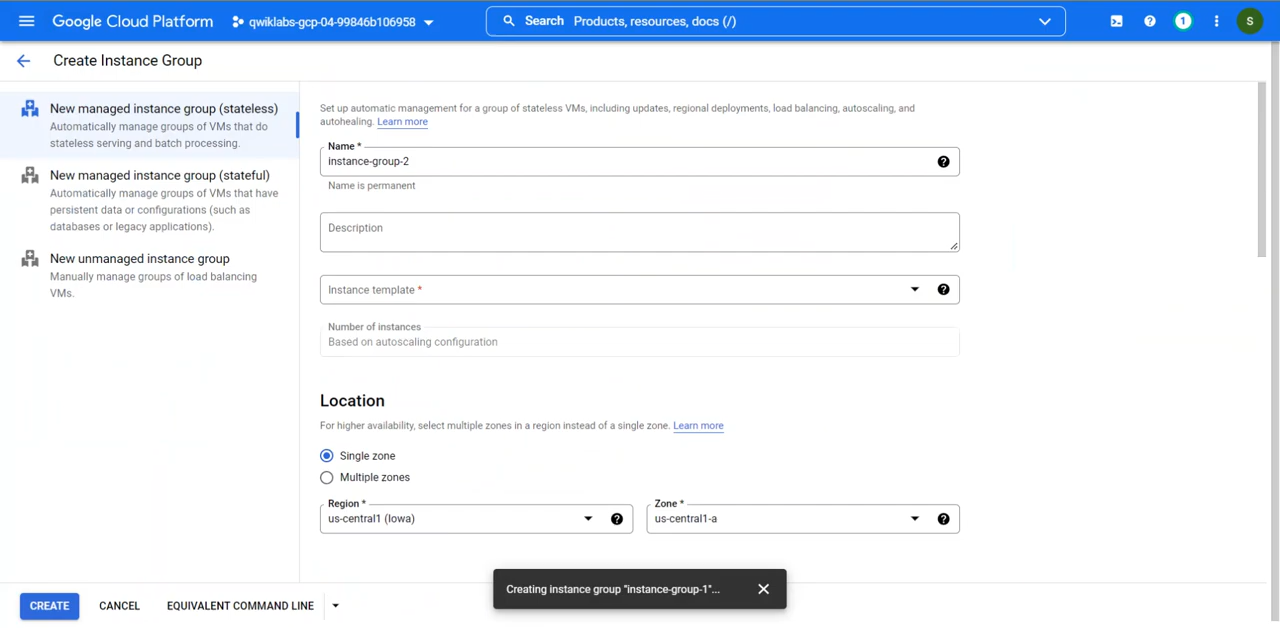 Google Cloud Platform
qwiklabs-gcp-04-99846b106958
Search Products, resources, docs (/)
1
S
Create Instance Group
New managed instance group (stateless)
Automatically manage groups of VMs that do
stateless serving and batch processing.
New managed instance group (stateful)
Automatically manage groups of VMs that have
persistent data or configurations (such as
databases or legacy applications).
New unmanaged instance group
Manually manage groups of load balancing
VMs.
Set up automatic management for a group of stateless VMs, including updates, regional deployments, load balancing, autoscaling, and
autohealing. Learn more
Name *
instance-group-2
Name is permanent
Description
Instance template *
Number of instances
Based on autoscaling configuration
Location
For higher availability, select multiple zones in a region instead of a single zone. Learn more
Single zone
Multiple zones
Region *
us-central1 (Iowa)
Zone *
us-central1-a
Creating instance group "instance-group-1"...
CREATE
CANCEL
EQUIVALENT COMMAND LINE